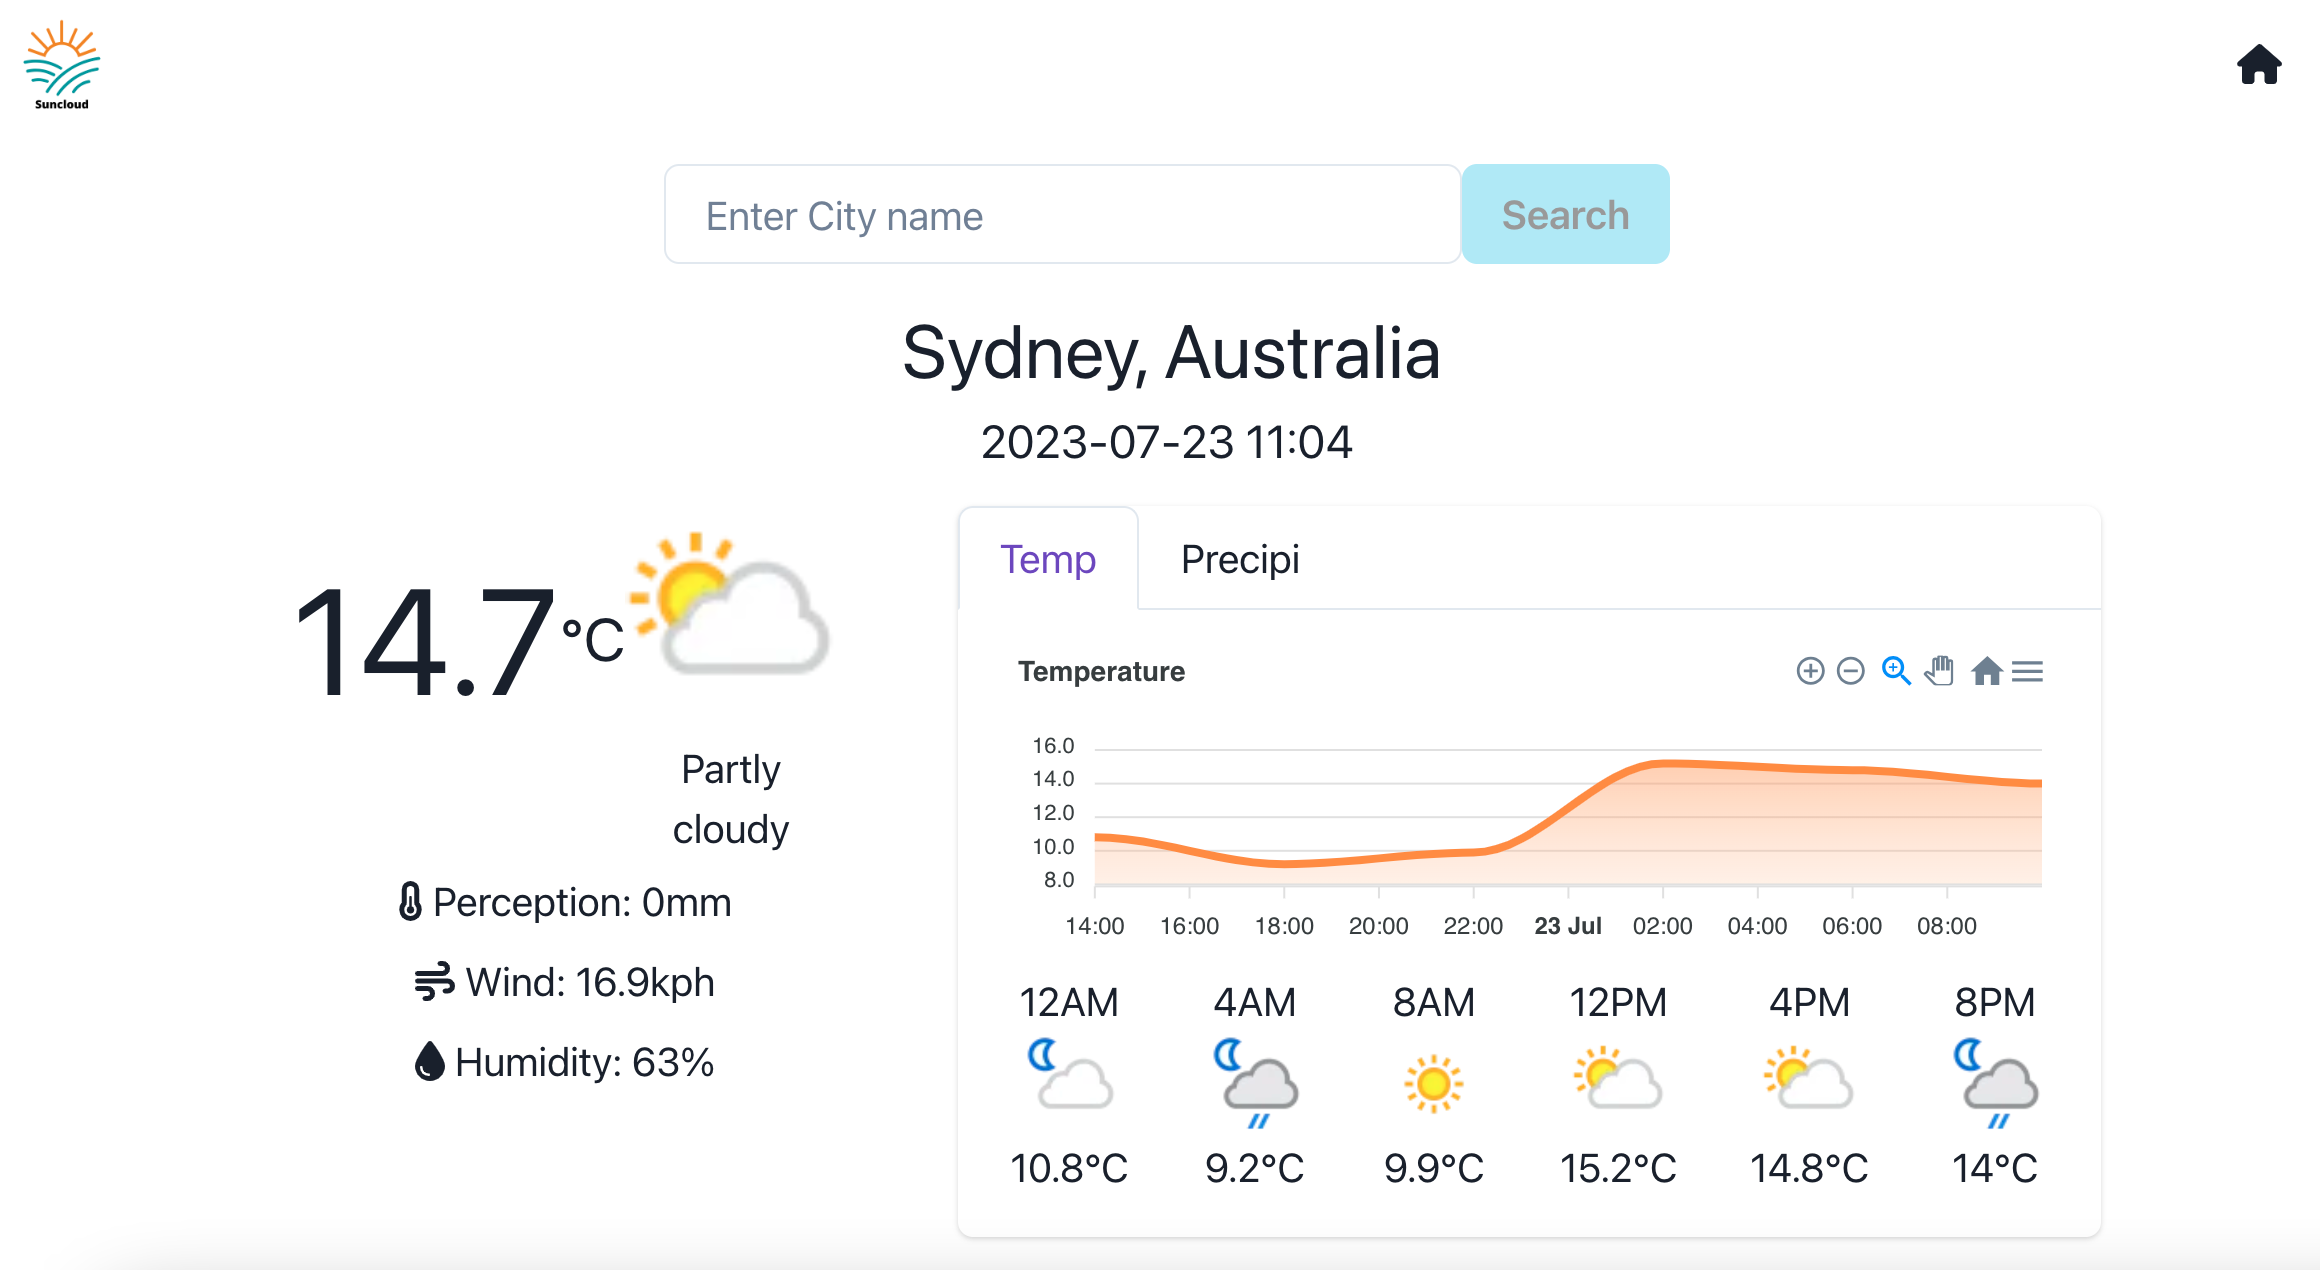 Suncloud
Enter City name
Search
Sydney, Australia
2023-07-23 11:04
14.7°C
Partly
cloudy
Perception: 0mm
Wind: 16.9kph
Humidity: 63%
Temp Precipi
Temperature
16.0
14.0
12.0
10.0
8.0
14:00 16:00 18:00 20:00 22:00 23 Jul 02:00 04:00 06:00 08:00
12AM 4AM 8AM 12PM 4PM 8PM
10.8°C 9.2°C 9.9°C 15.2°C 14.8°C 14°C